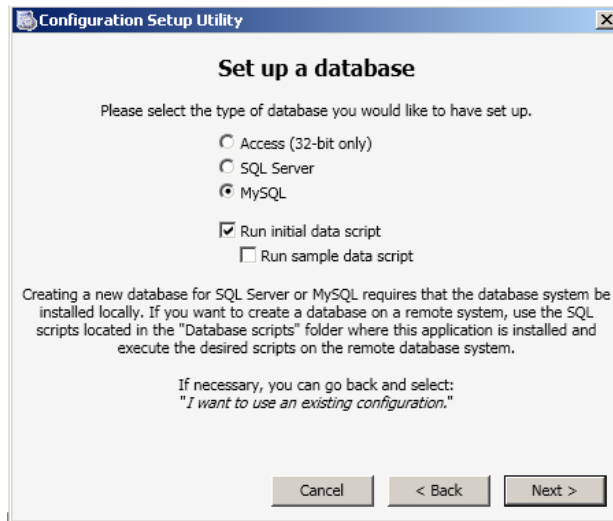 Configuration Setup Utility
Set up a database
Please select the type of database you would like to have set up.
Access (32-bit only)
SQL Server
MySQL
Run initial data script
Run sample data script
Creating a new database for SQL Server or MySQL requires that the database system be
installed locally. If you want to create a database on a remote system, use the SQL
scripts located in the "Database scripts" folder where this application is installed and
execute the desired scripts on the remote database system.
If necessary, you can go back and select:
"I want to use an existing configuration."
Cancel
< Back
Next >